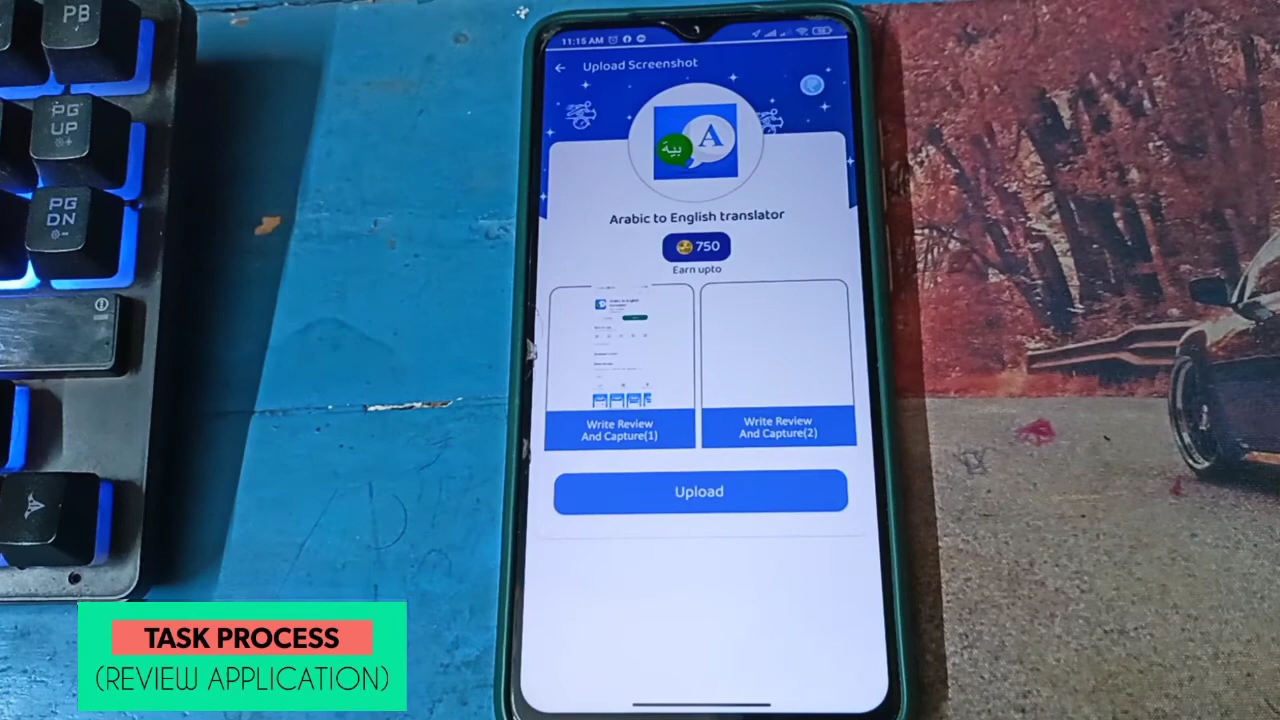 PB
PG
UP
PG
DN
11:15 AM
Upload Screenshot
بية
A
Arabic to English translator
750
Earn upto
Write Review
And Capture(1)
Write Review
And Capture(2)
Upload
TASK PROCESS
(REVIEW APPLICATION)